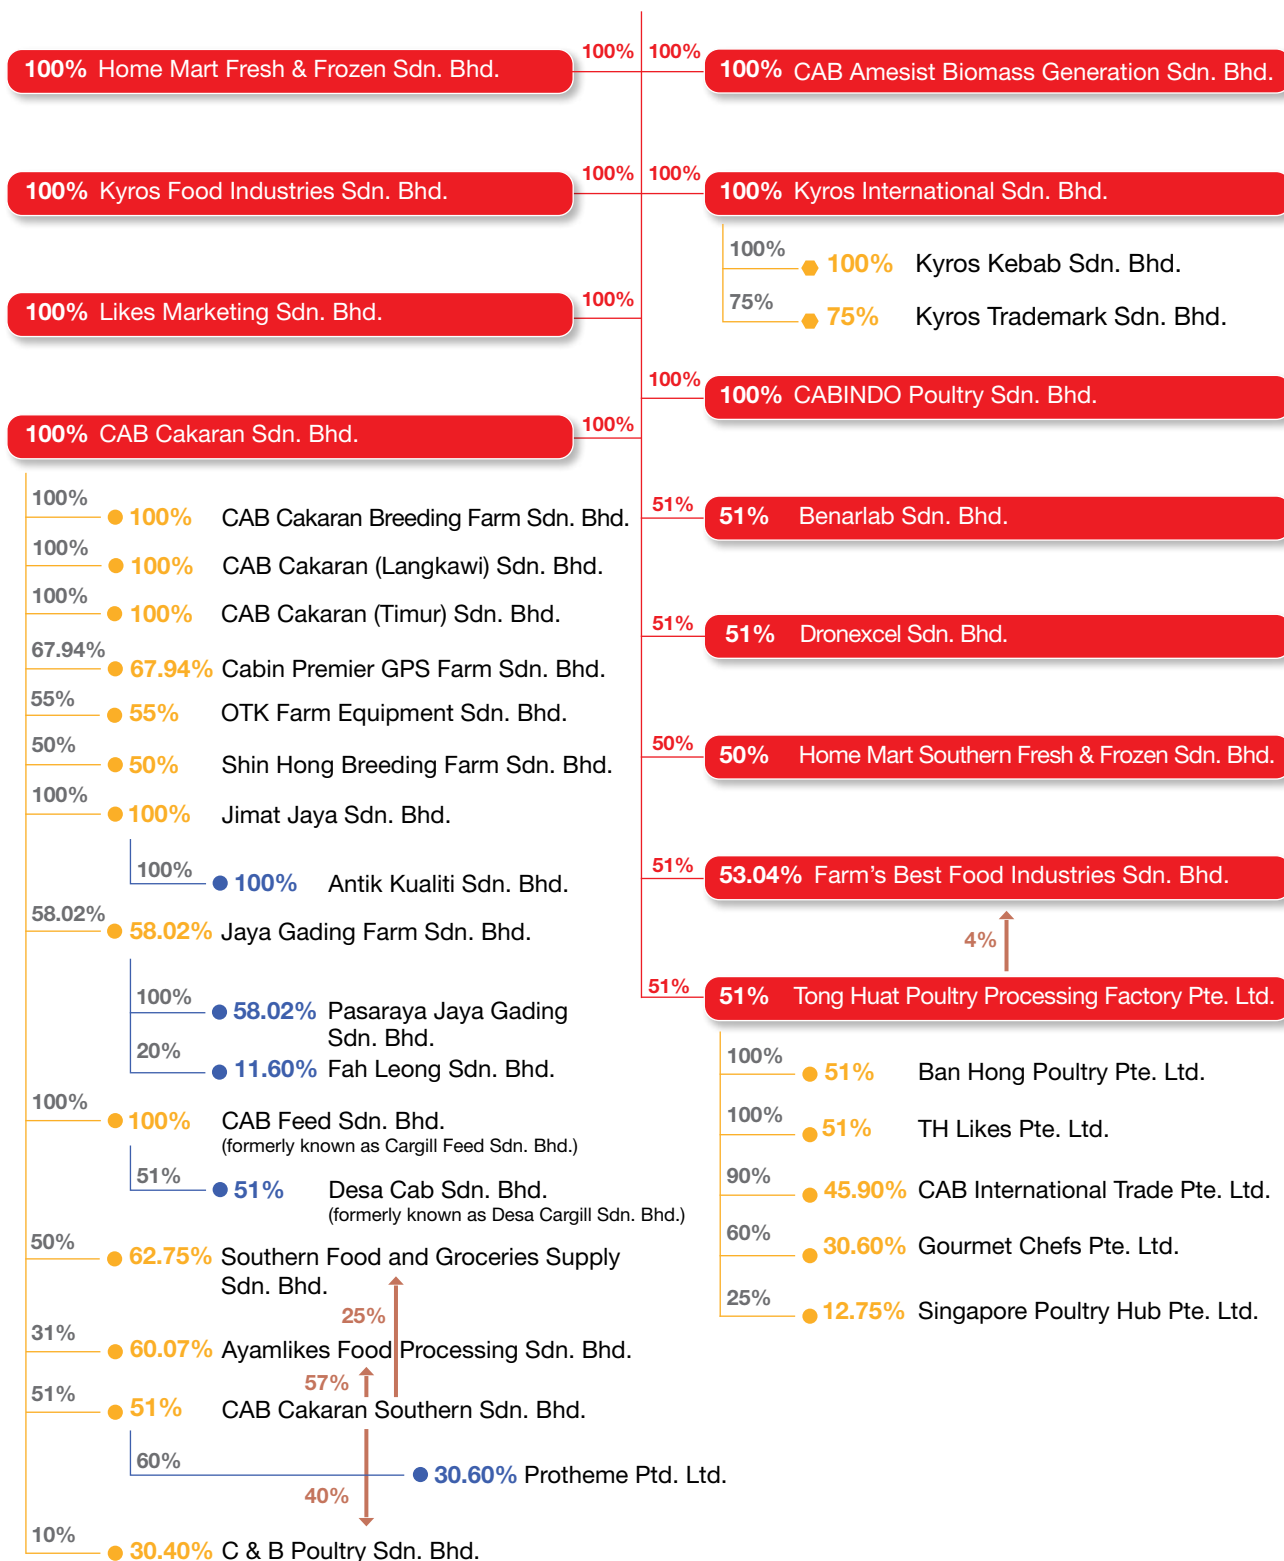 100%
100% Home Mart Fresh & Frozen Sdn. Bhd.
100%
100% Kyros Food Industries Sdn. Bhd.
100%
100% Likes Marketing Sdn. Bhd.
100%
100% CAB Cakaran Sdn. Bhd.
100%
100% CAB Cakaran Breeding Farm Sdn. Bhd.
100%
100% CAB Cakaran (Langkawi) Sdn. Bhd.
100%
100% CAB Cakaran (Timur) Sdn. Bhd.
67.94%
67.94% Cabin Premier GPS Farm Sdn. Bhd.
55%
55% OTK Farm Equipment Sdn. Bhd.
50%
50% Shin Hong Breeding Farm Sdn. Bhd.
100%
100% Jimat Jaya Sdn. Bhd.
100%
100% Antik Kualiti Sdn. Bhd.
58.02%
58.02% Jaya Gading Farm Sdn. Bhd.
100%
58.02% Pasaraya Jaya Gading
Sdn. Bhd.
20%
11.60% Fah Leong Sdn. Bhd.
100%
100% CAB Feed Sdn. Bhd.
(formerly known as Cargill Feed Sdn. Bhd.)
51%
51% Desa Cab Sdn. Bhd.
(formerly known as Desa Cargill Sdn. Bhd.)
50%
62.75% Southern Food and Groceries Supply
Sdn. Bhd.
25%
31%
60.07% Ayamlikes Food Processing Sdn. Bhd.
57%
51%
51% CAB Cakaran Southern Sdn. Bhd.
60%
30.60% Protheme Ptd. Ltd.
40%
10%
30.40% C & B Poultry Sdn. Bhd.
100%
100% CAB Amesist Biomass Generation Sdn. Bhd.
100%
100% Kyros International Sdn. Bhd.
100%
100% Kyros Kebab Sdn. Bhd.
75%
75% Kyros Trademark Sdn. Bhd.
100%
100% CABINDO Poultry Sdn. Bhd.
51%
51% Benarlab Sdn. Bhd.
51%
51% Dronexcel Sdn. Bhd.
50%
50% Home Mart Southern Fresh & Frozen Sdn. Bhd.
51%
53.04% Farm's Best Food Industries Sdn. Bhd.
4%
51%
51% Tong Huat Poultry Processing Factory Pte. Ltd.
100%
51% Ban Hong Poultry Pte. Ltd.
100%
51% TH Likes Pte. Ltd.
90%
45.90% CAB International Trade Pte. Ltd.
60%
30.60% Gourmet Chefs Pte. Ltd.
25%
12.75% Singapore Poultry Hub Pte. Ltd.